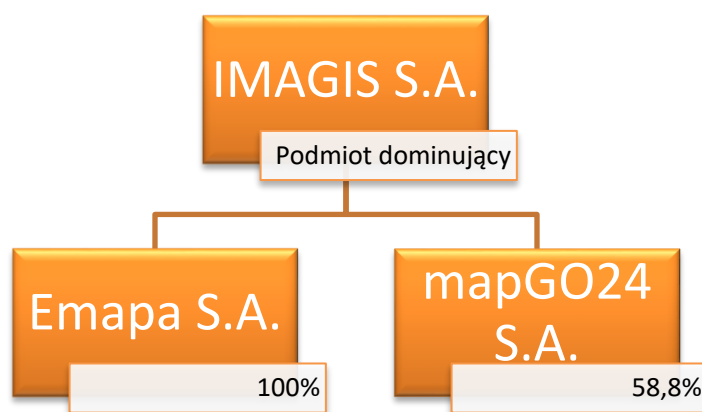 IMAGIS S.A.
Podmiot dominujący
Emapa S.A.
100%
mapGO24
S.A.
58,8%